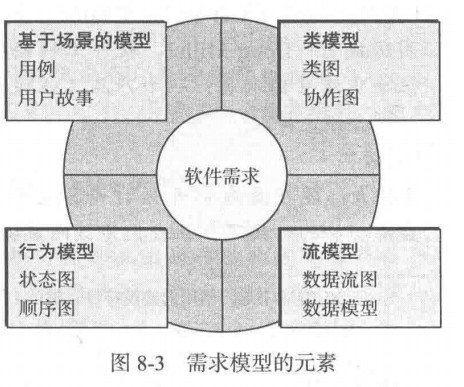 基于场景的模型
用例
用户故事
类模型
类图
协作图
软件需求
行为模型
状态图
顺序图
流模型
数据流图
数据模型
图 8-3 需求模型的元素